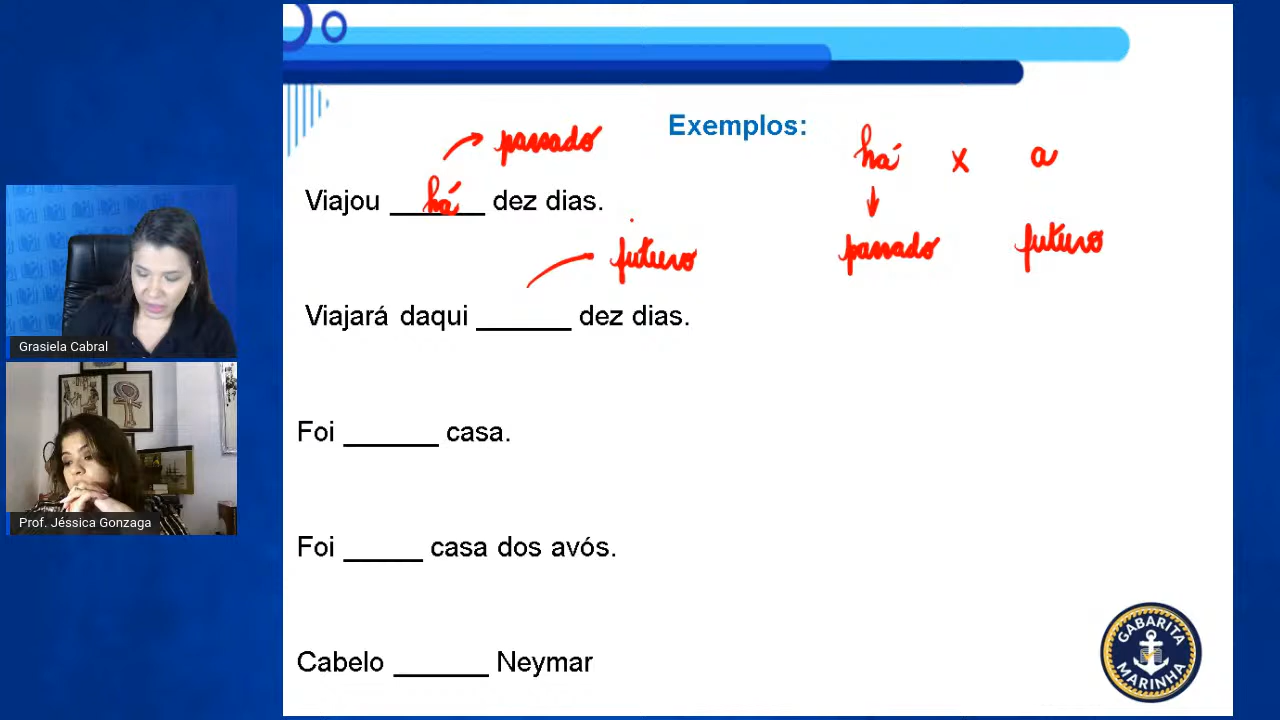 Exemplos:
passado
há x a
Viajou há dez dias.
passado futuro
futuro
Viajará daqui ______ dez dias.
Foi ______ casa.
Foi _____ casa dos avós.
Cabelo ______ Neymar
Grasiela Cabral
Prof. Jéssica Gonzaga
GABARITA
MARINHA